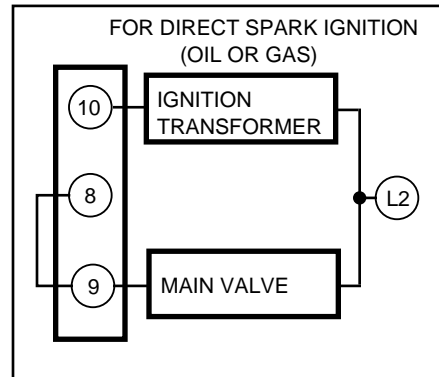 FOR DIRECT SPARK IGNITION
(OIL OR GAS)
10
IGNITION
TRANSFORMER
8
L2
9
MAIN VALVE